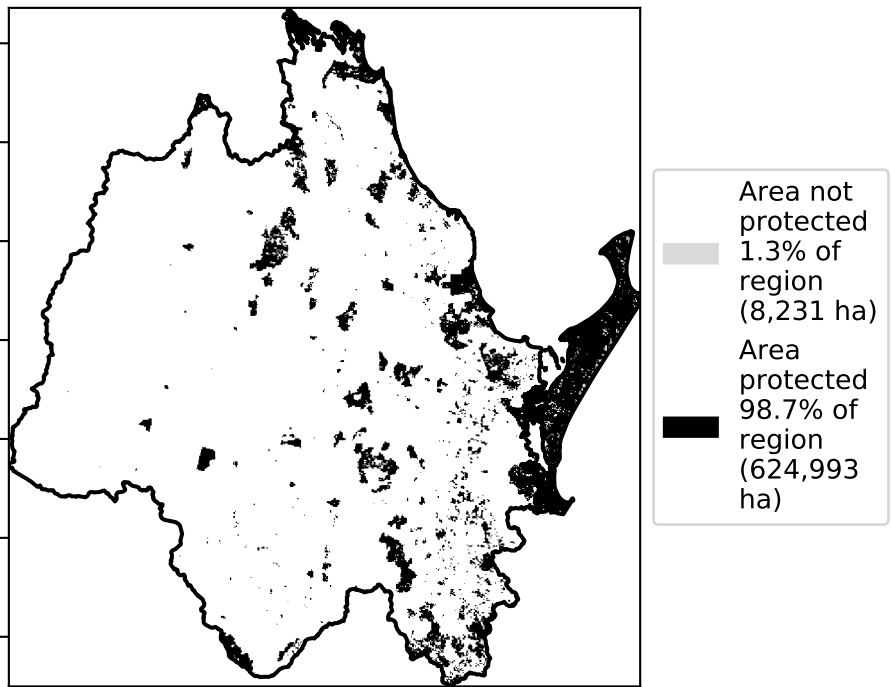 Area not
protected
1.3% of
region
(8,231 ha)
Area
protected
98.7% of
region
(624,993
ha)